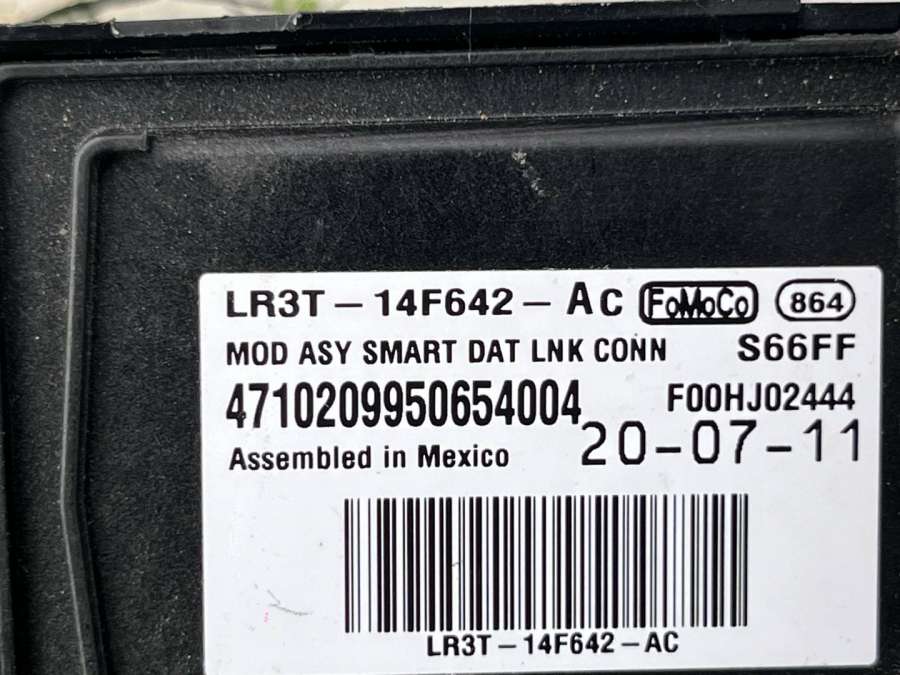 LR3T-14F642-AC FoMoCo 864
MOD ASY SMART DAT LNK CONN S66FF
4710209950654004 F00HJ02444
Assembled in Mexico 20-07-11
LR3T-14F642-AC